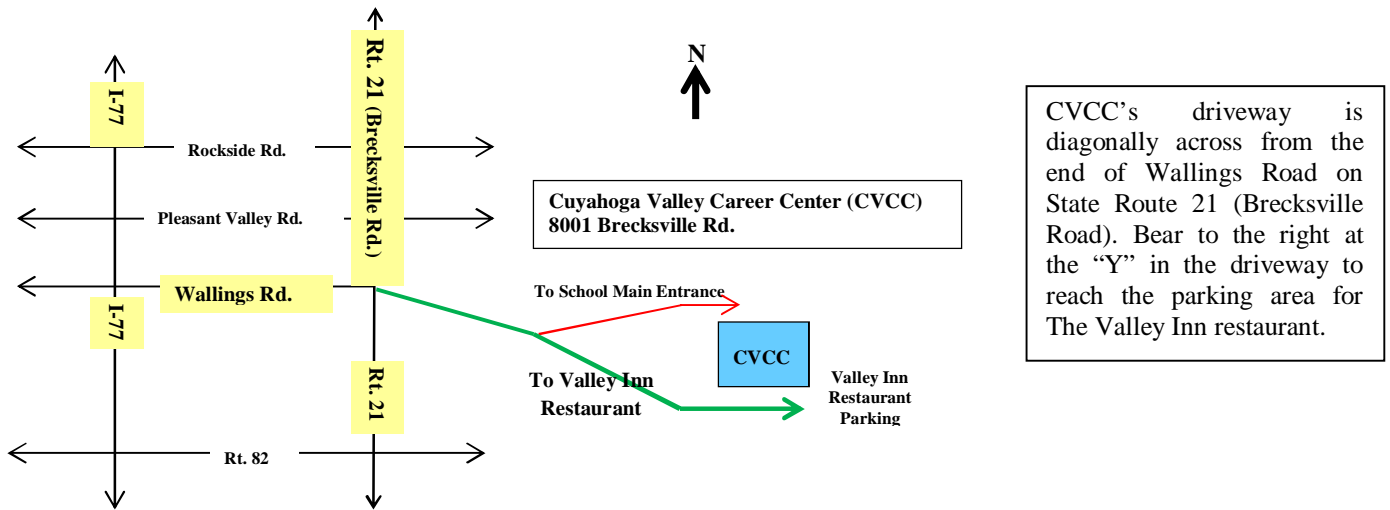 I-77
Rt. 21 (Brecksville Rd.)
N
Rockside Rd.
Pleasant Valley Rd.
Wallings Rd.
I-77
Rt. 21
Rt. 82
Cuyahoga Valley Career Center (CVCC)
8001 Brecksville Rd.
To School Main Entrance
CVCC
To Valley Inn
Restaurant
Valley Inn
Restaurant
Parking
CVCC’s driveway is
diagonally across from the
end of Wallings Road on
State Route 21 (Brecksville
Road). Bear to the right at
the “Y” in the driveway to
reach the parking area for
The Valley Inn restaurant.